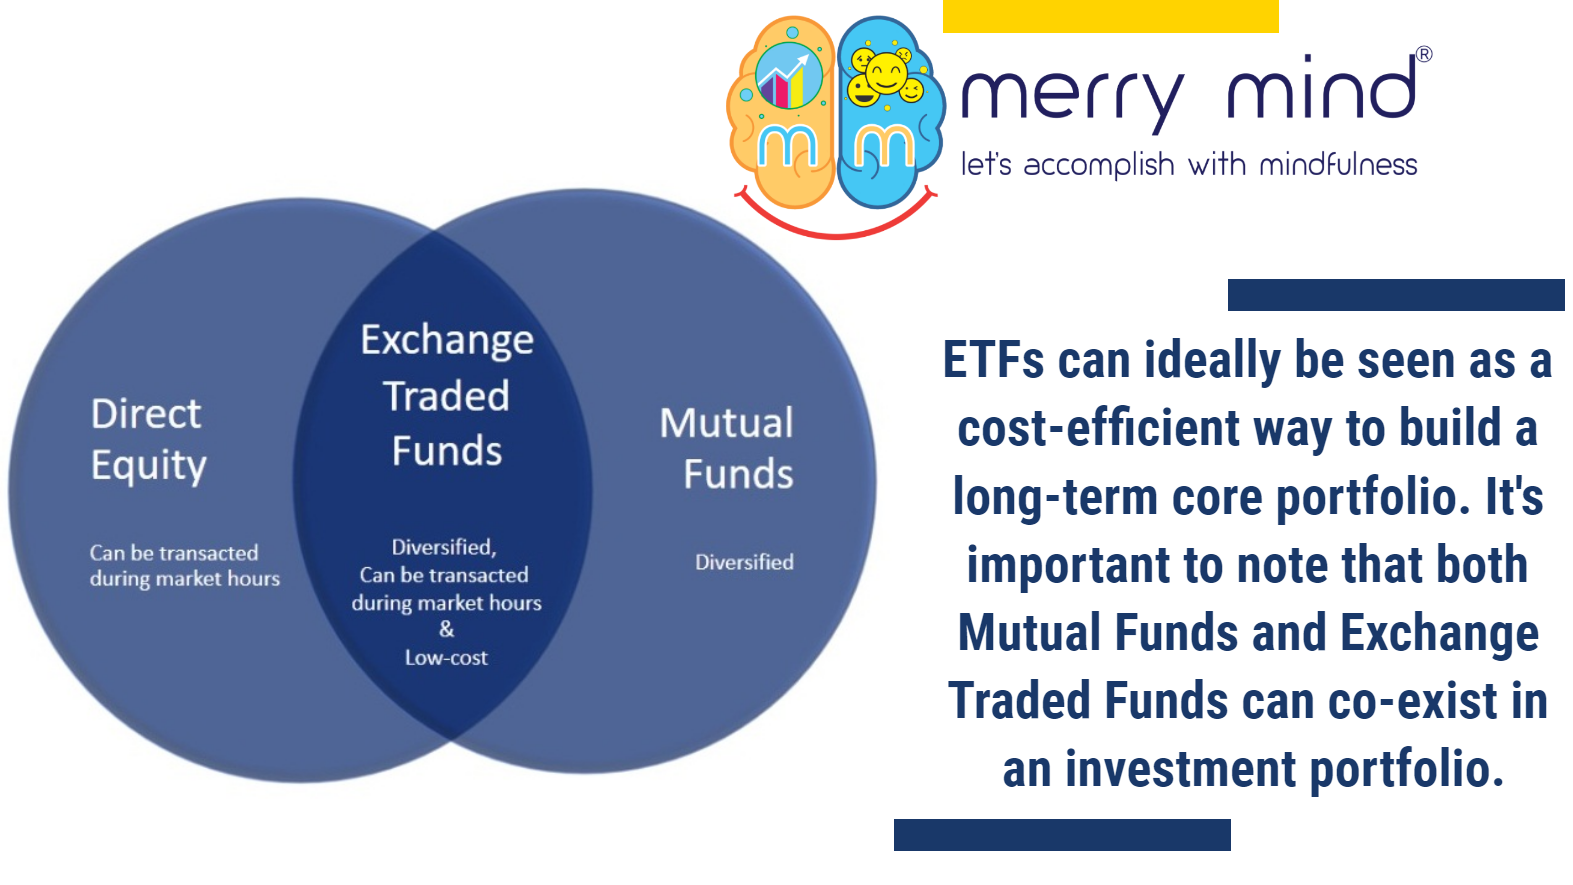 m m
merry mind®
let's accomplish with mindfulness
Direct
Equity
Can be transacted
during market hours
Exchange
Traded
Funds
Diversified,
Can be transacted
during market hours
&
Low-cost
Mutual
Funds
Diversified
ETFs can ideally be seen as a
cost-efficient way to build a
long-term core portfolio. It's
important to note that both
Mutual Funds and Exchange
Traded Funds can co-exist in
an investment portfolio.